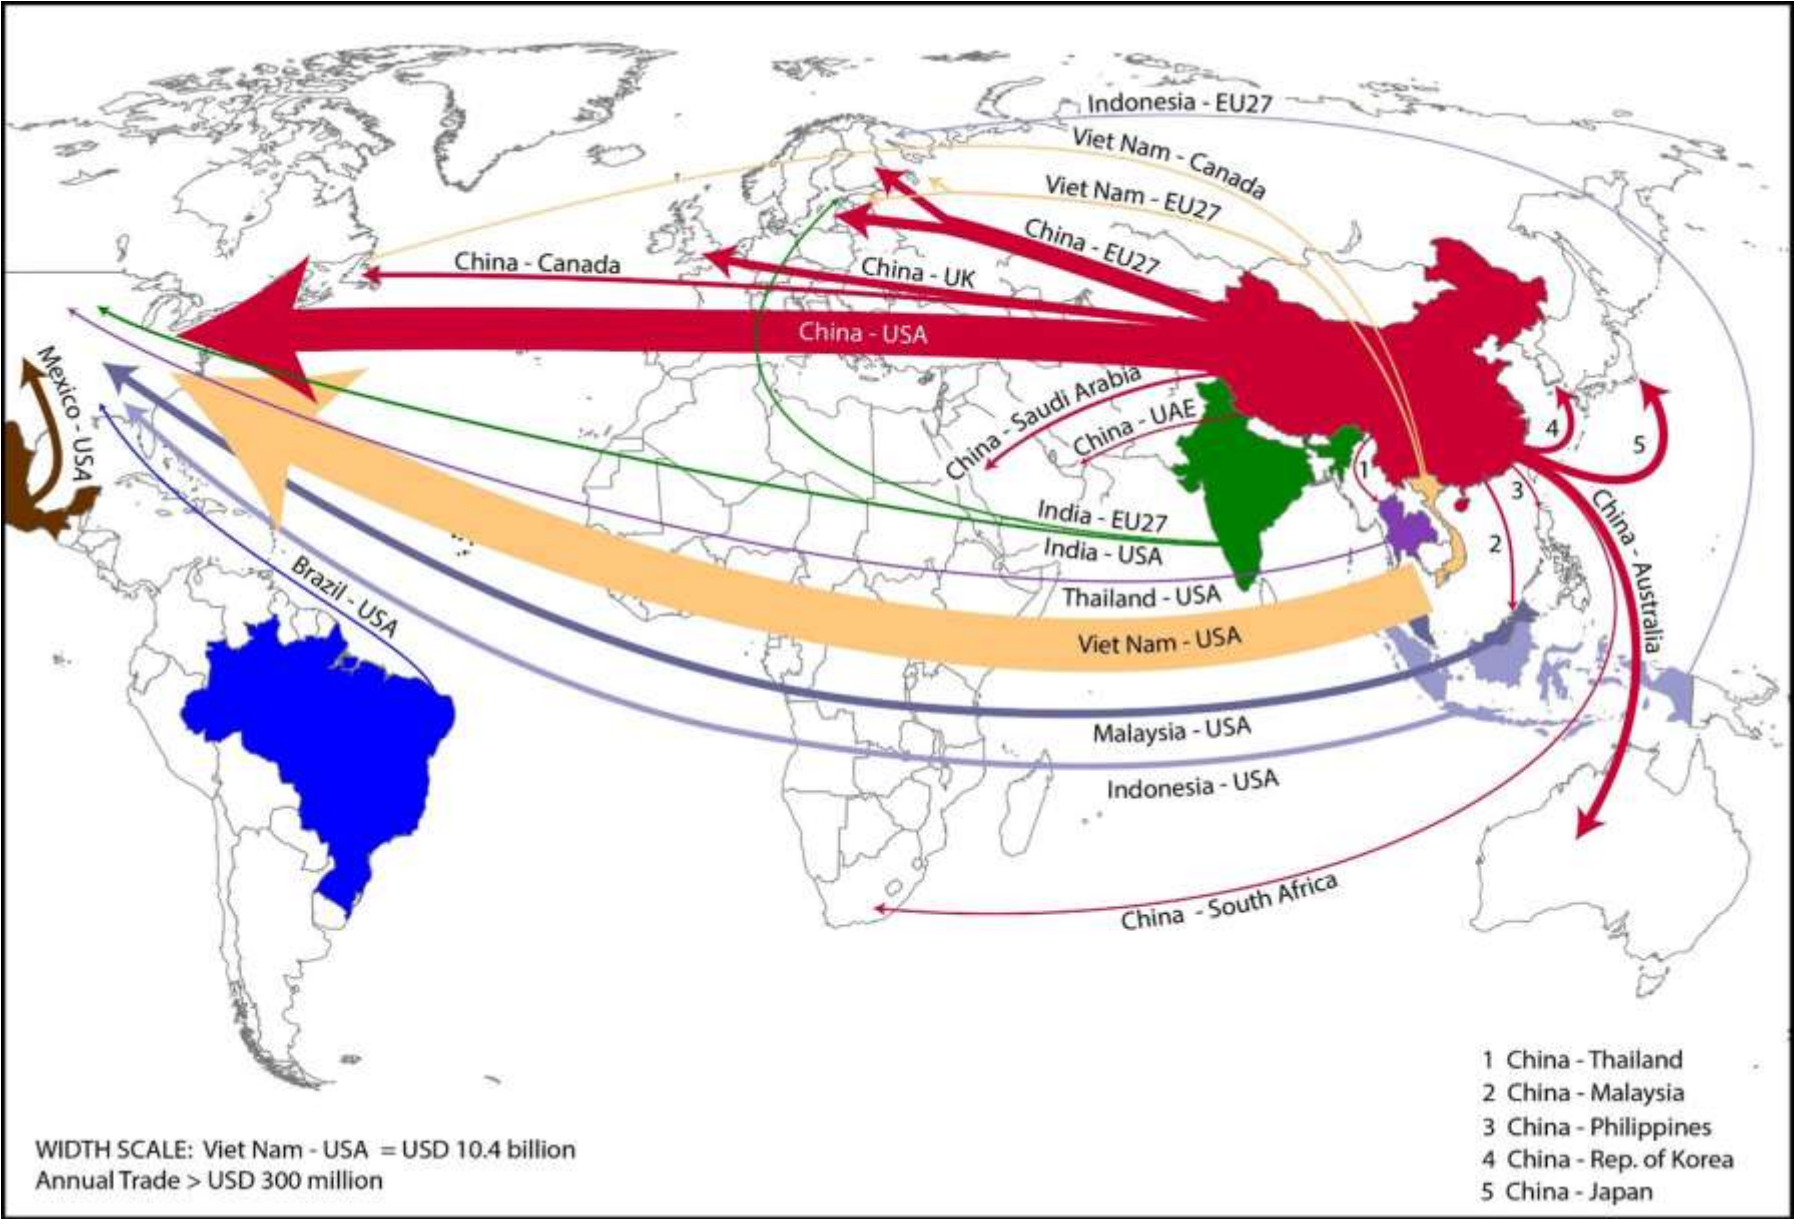 Indonesia - EU27
Viet Nam - Canada
Viet Nam - EU27
China - EU27
China - Canada
China - UK
China - USA
Mexico - USA
China - Saudi Arabia
China - UAE
1
4
5
3
2
India - EU27
India - USA
China - Australia
Thailand - USA
Brazil - USA
Viet Nam - USA
Malaysia - USA
Indonesia - USA
China - South Africa
1 China - Thailand
2 China - Malaysia
3 China - Philippines
4 China - Rep. of Korea
5 China - Japan
WIDTH SCALE: Viet Nam - USA = USD 10.4 billion
Annual Trade > USD 300 million